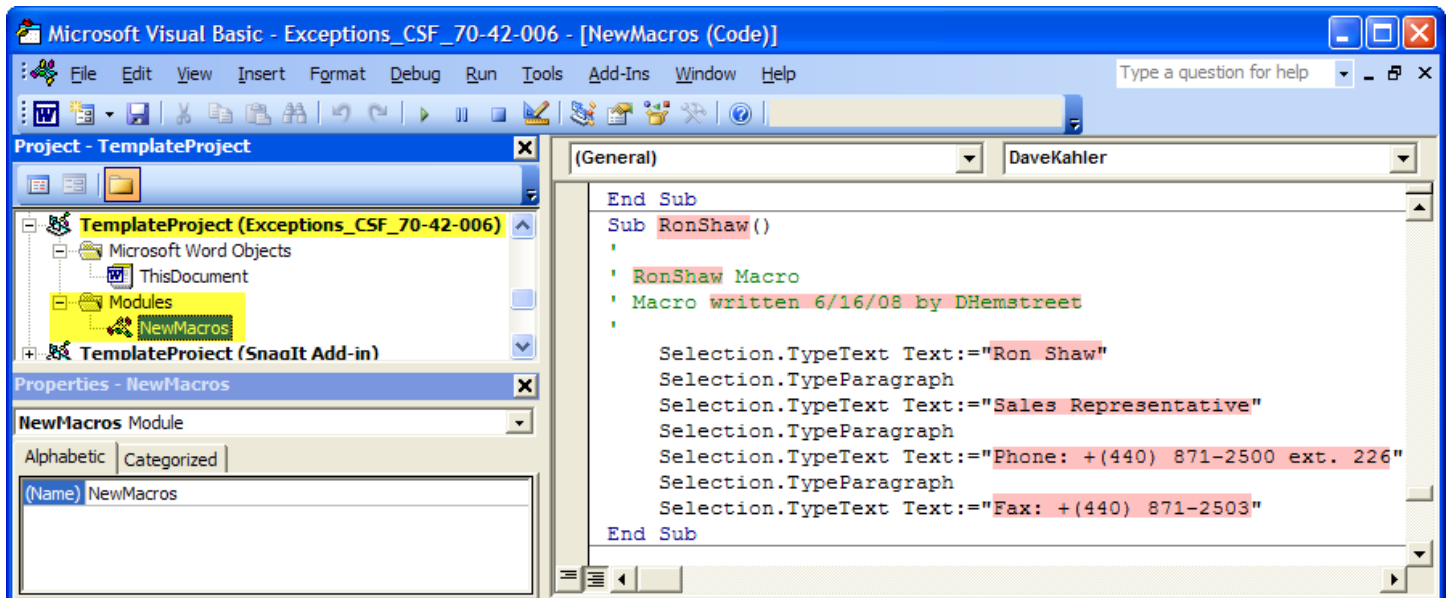 Microsoft Visual Basic - Exceptions_CSF_70-42-006 - [NewMacros (Code)]
File Edit View Insert Format Debug Run Tools Add-Ins Window Help Type a question for help
Project - TemplateProject
TemplateProject (Exceptions_CSF_70-42-006)
Microsoft Word Objects
ThisDocument
Modules
NewMacros
TemplateProject (SnagIt Add-in)
Properties - NewMacros
NewMacros Module
Alphabetic Categorized
(Name) NewMacros
(General) DaveKahler
End Sub
Sub RonShaw()
'
' RonShaw Macro
' Macro written 6/16/08 by DHemstreet
'
Selection.TypeText Text:="Ron Shaw"
Selection.TypeParagraph
Selection.TypeText Text:="Sales Representative"
Selection.TypeParagraph
Selection.TypeText Text:="Phone: +(440) 871-2500 ext. 226"
Selection.TypeParagraph
Selection.TypeText Text:="Fax: +(440) 871-2503"
End Sub